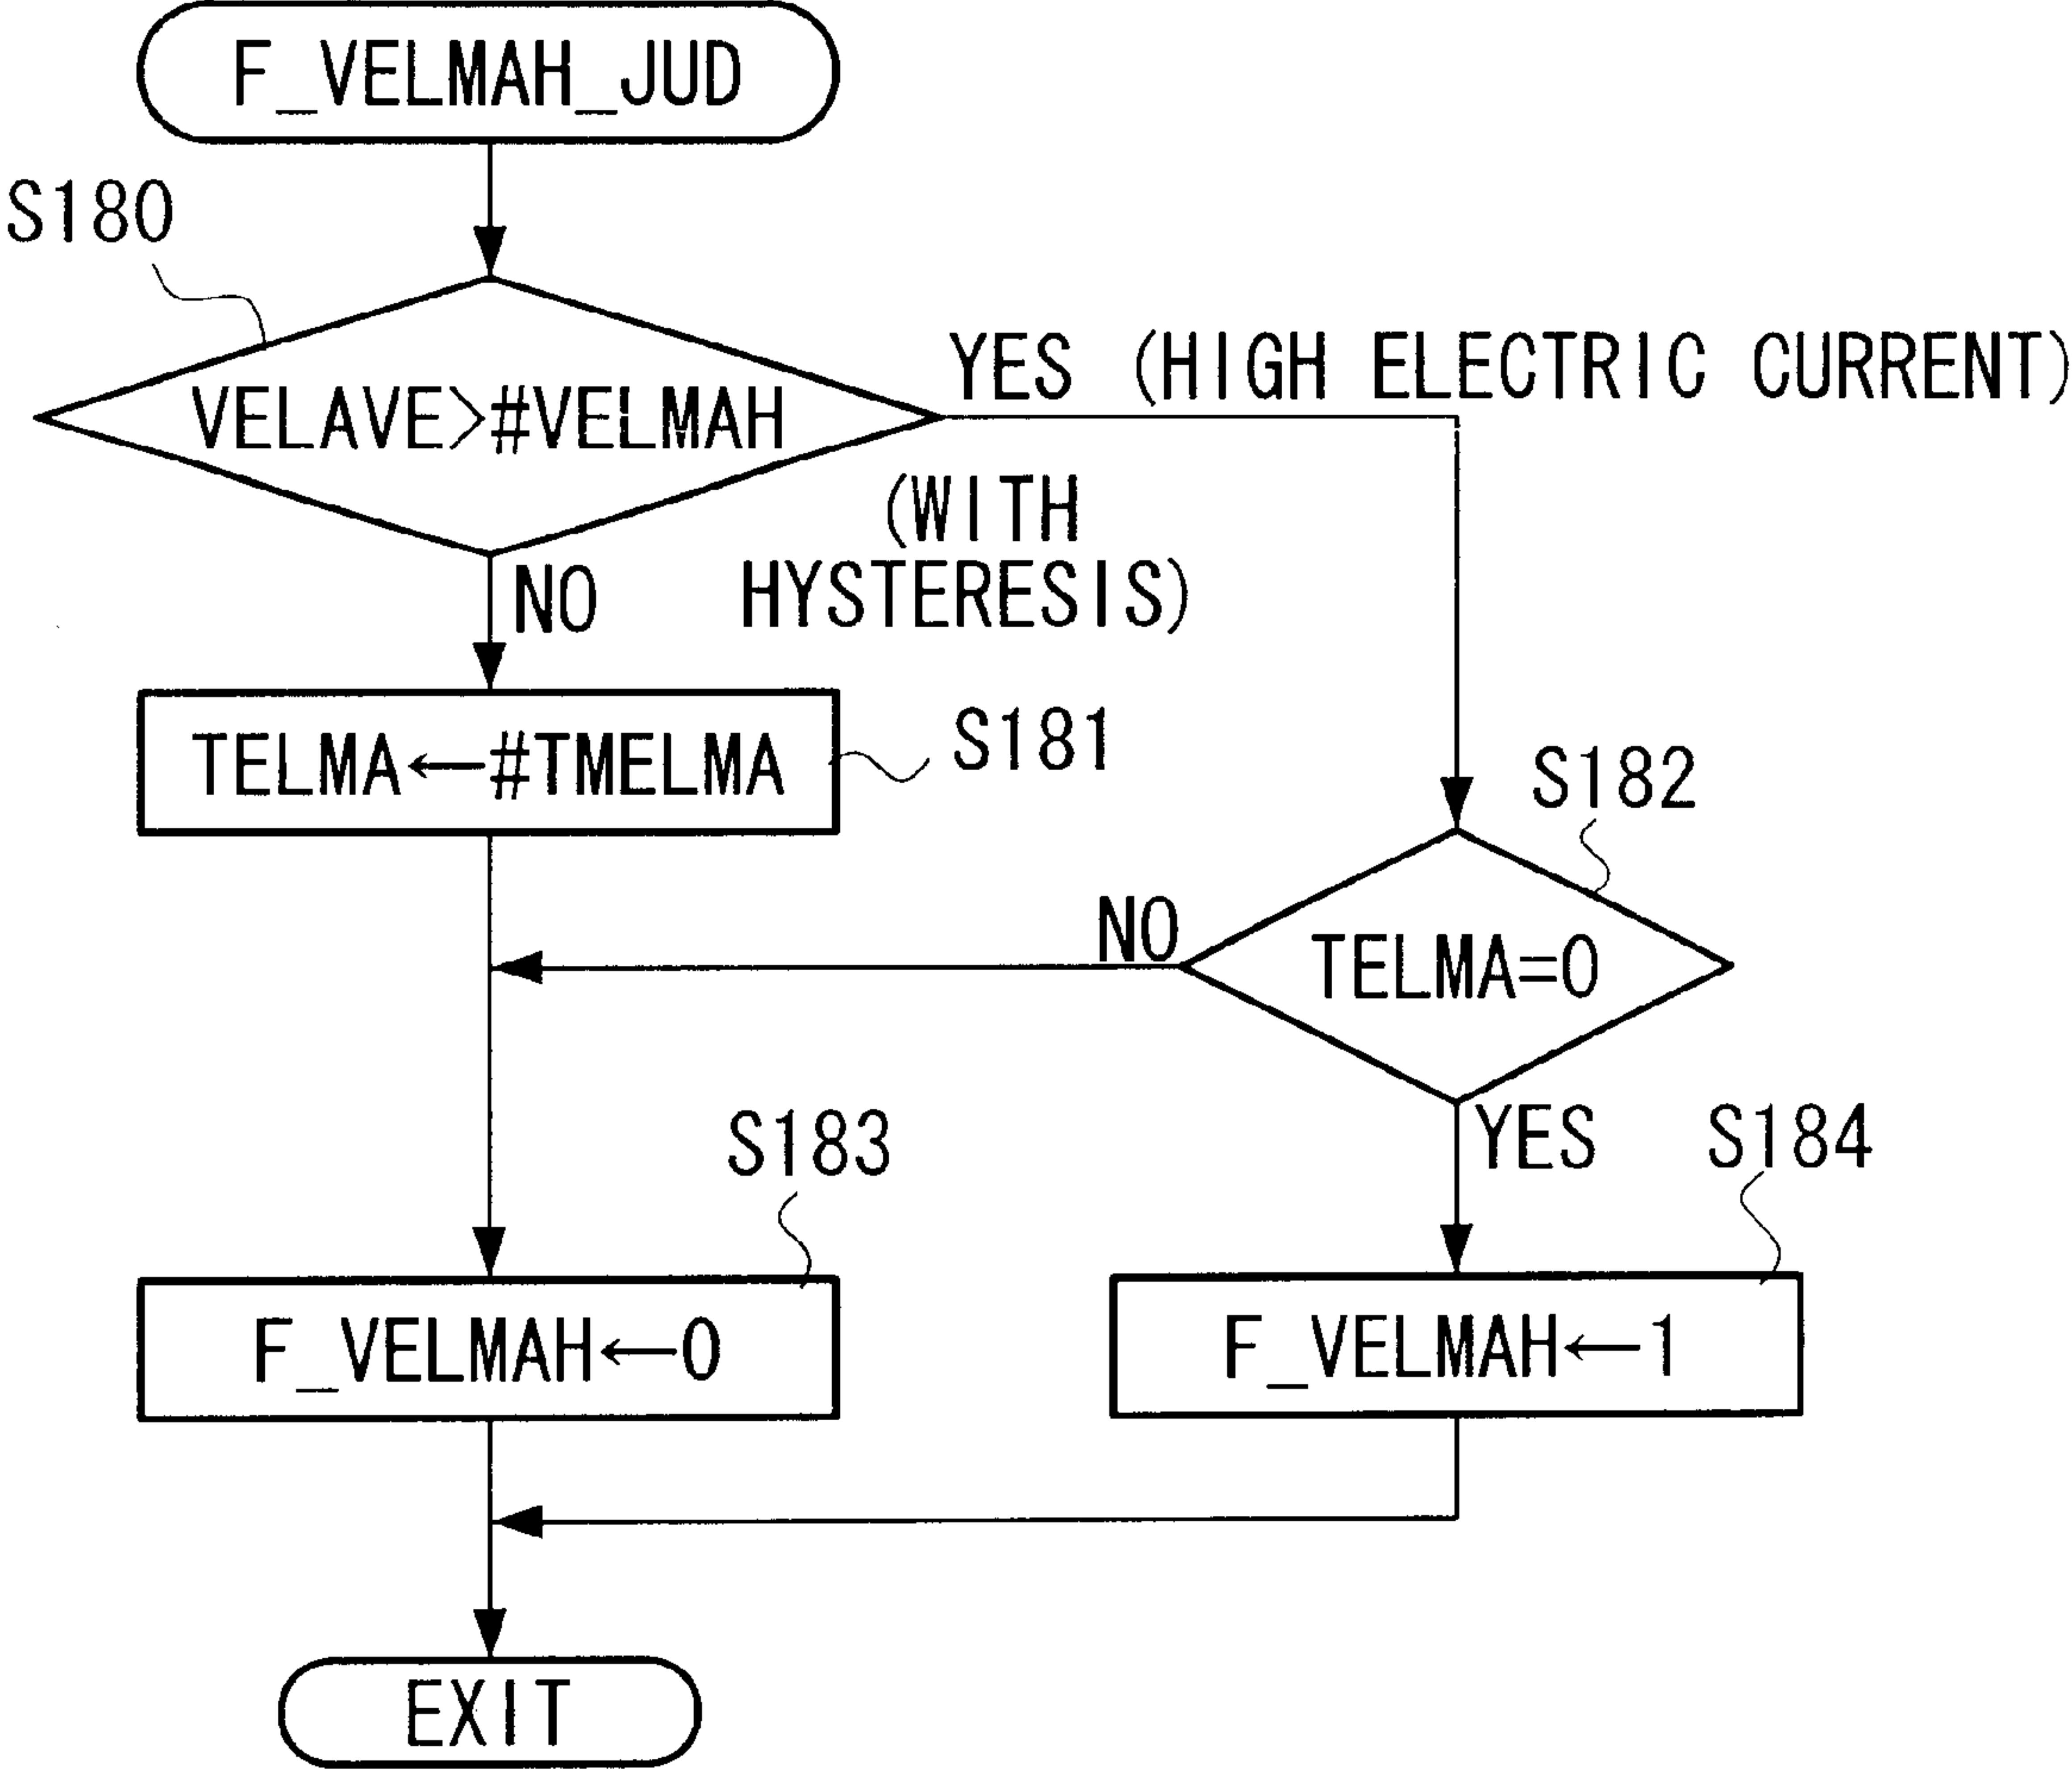 F_VELMAH_JUD
S180
YES (HIGH ELECTRIC CURRENT)
VELAVE>#VELMAH
(WITH
HYSTERESIS)
NO
TELMA←#TMELMA
S181
S182
NO
TELMA=0
YES
S183
S184
F_VELMAH←0
F_VELMAH←1
EXIT